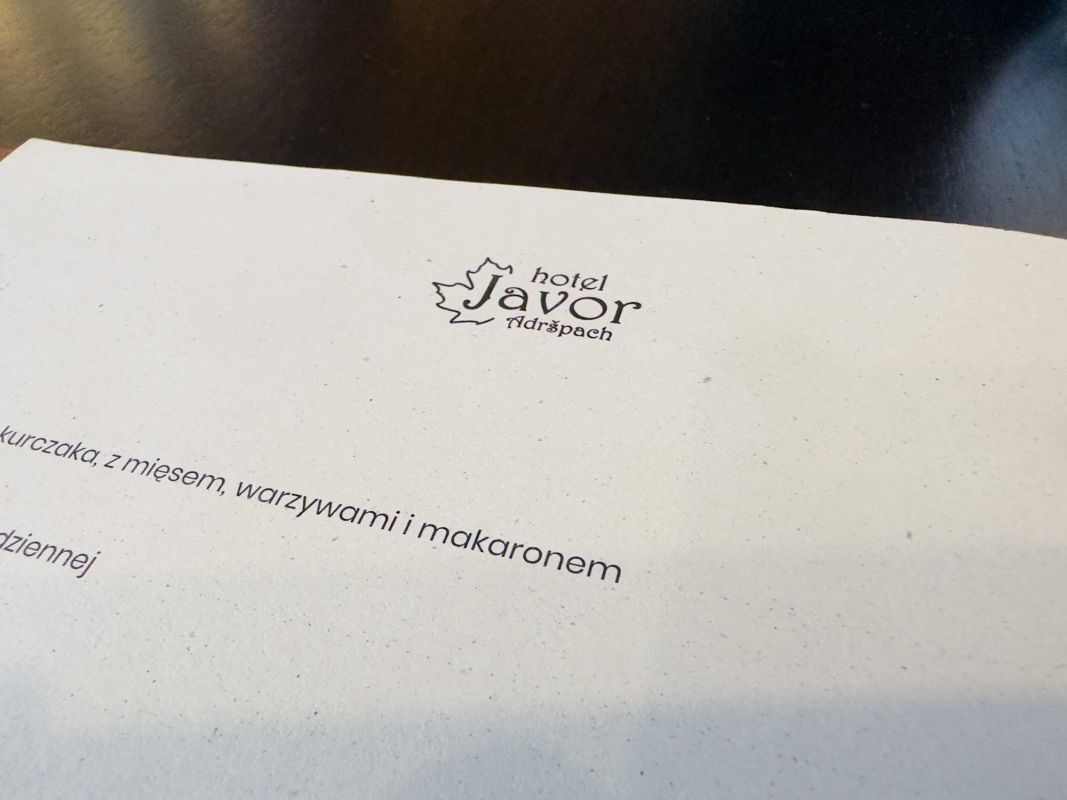 hotel
Javor
Adršpach
kurczaka, z mięsem, warzywami i makaronem
dziennej